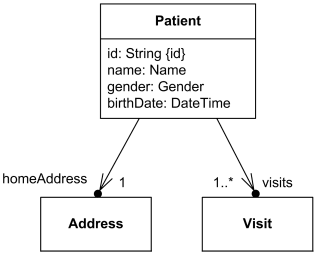 Patient
id: String {id}
name: Name
gender: Gender
birthDate: DateTime
homeAddress 1 1..* visits
Address Visit